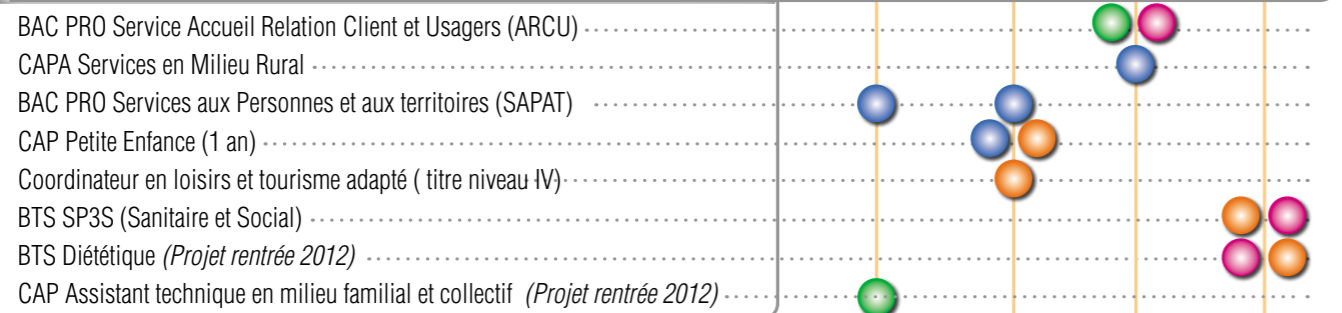 BAC PRO Service Accueil Relation Client et Usagers (ARCU)
CAPA Services en Milieu Rural
BAC PRO Services aux Personnes et aux territoires (SAPAT)
CAP Petite Enfance (1 an)
Coordinateur en loisirs et tourisme adapté ( titre niveau IV)
BTS SP3S (Sanitaire et Social)
BTS Diététique (Projet rentrée 2012)
CAP Assistant technique en milieu familial et collectif (Projet rentrée 2012)